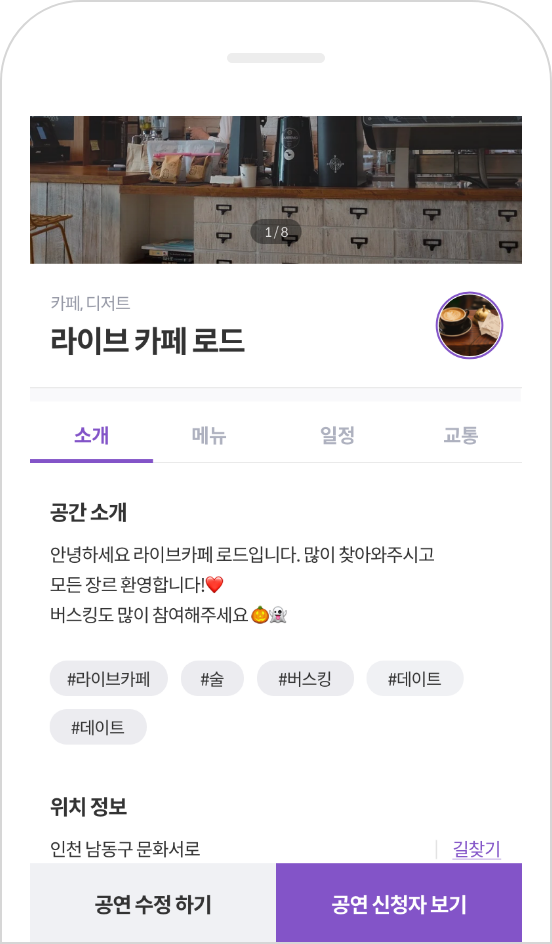 1/8
카페, 디저트
라이브 카페 로드
소개 메뉴 일정 교통
공간 소개
안녕하세요 라이브카페 로드입니다. 많이 찾아와주시고
모든 장르 환영합니다!❤️
버스킹도 많이 참여해주세요 🎃👻
#라이브카페 #술 #버스킹 #데이트
#데이트
위치 정보
인천 남동구 문화서로 길찾기
공연 수정 하기 공연 신청자 보기